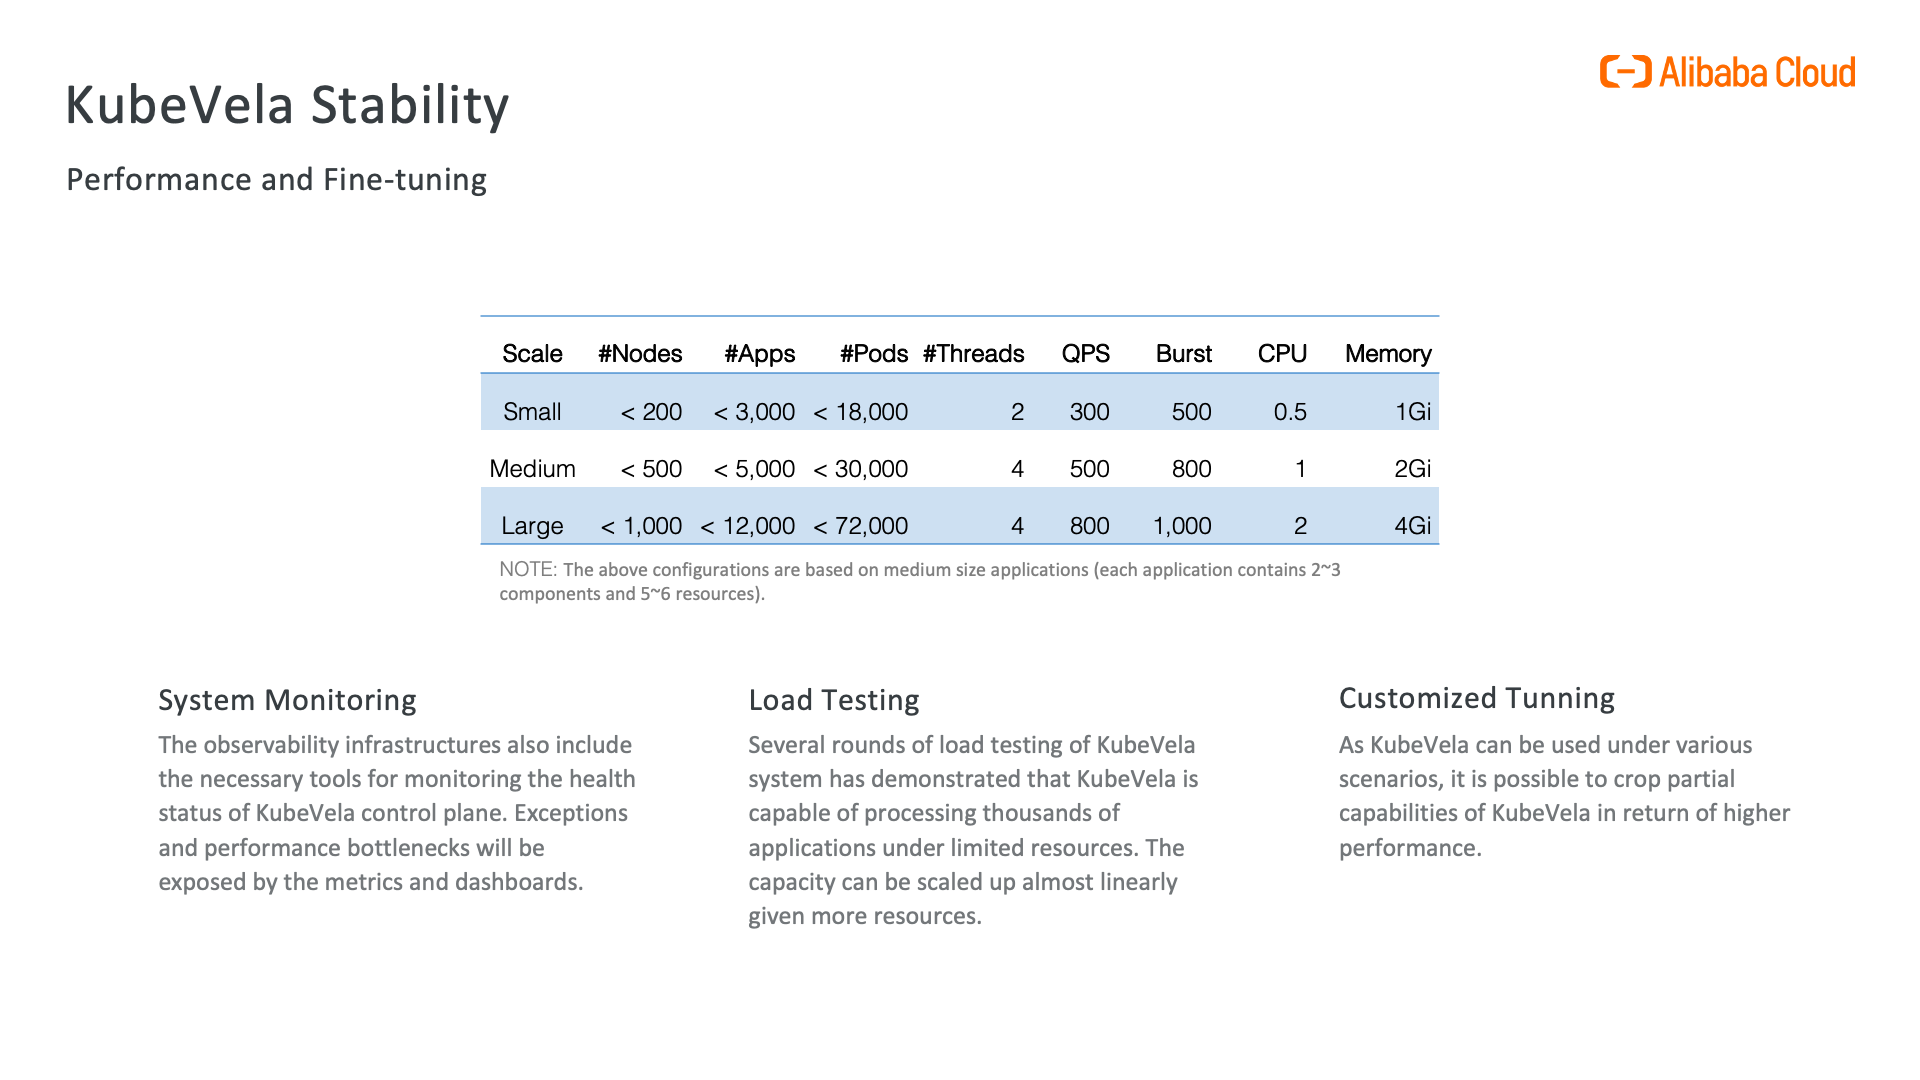 Alibaba Cloud
KubeVela Stability
Performance and Fine-tuning
Scale #Nodes #Apps #Pods #Threads QPS Burst CPU Memory
Small < 200 < 3,000 < 18,000 2 300 500 0.5 1Gi
Medium < 500 < 5,000 < 30,000 4 500 800 1 2Gi
Large < 1,000 < 12,000 < 72,000 4 800 1,000 2 4Gi
NOTE: The above configurations are based on medium size applications (each application contains 2~3
components and 5~6 resources).
System Monitoring
The observability infrastructures also include
the necessary tools for monitoring the health
status of KubeVela control plane. Exceptions
and performance bottlenecks will be
exposed by the metrics and dashboards.
Load Testing
Several rounds of load testing of KubeVela
system has demonstrated that KubeVela is
capable of processing thousands of
applications under limited resources. The
capacity can be scaled up almost linearly
given more resources.
Customized Tunning
As KubeVela can be used under various
scenarios, it is possible to crop partial
capabilities of KubeVela in return of higher
performance.